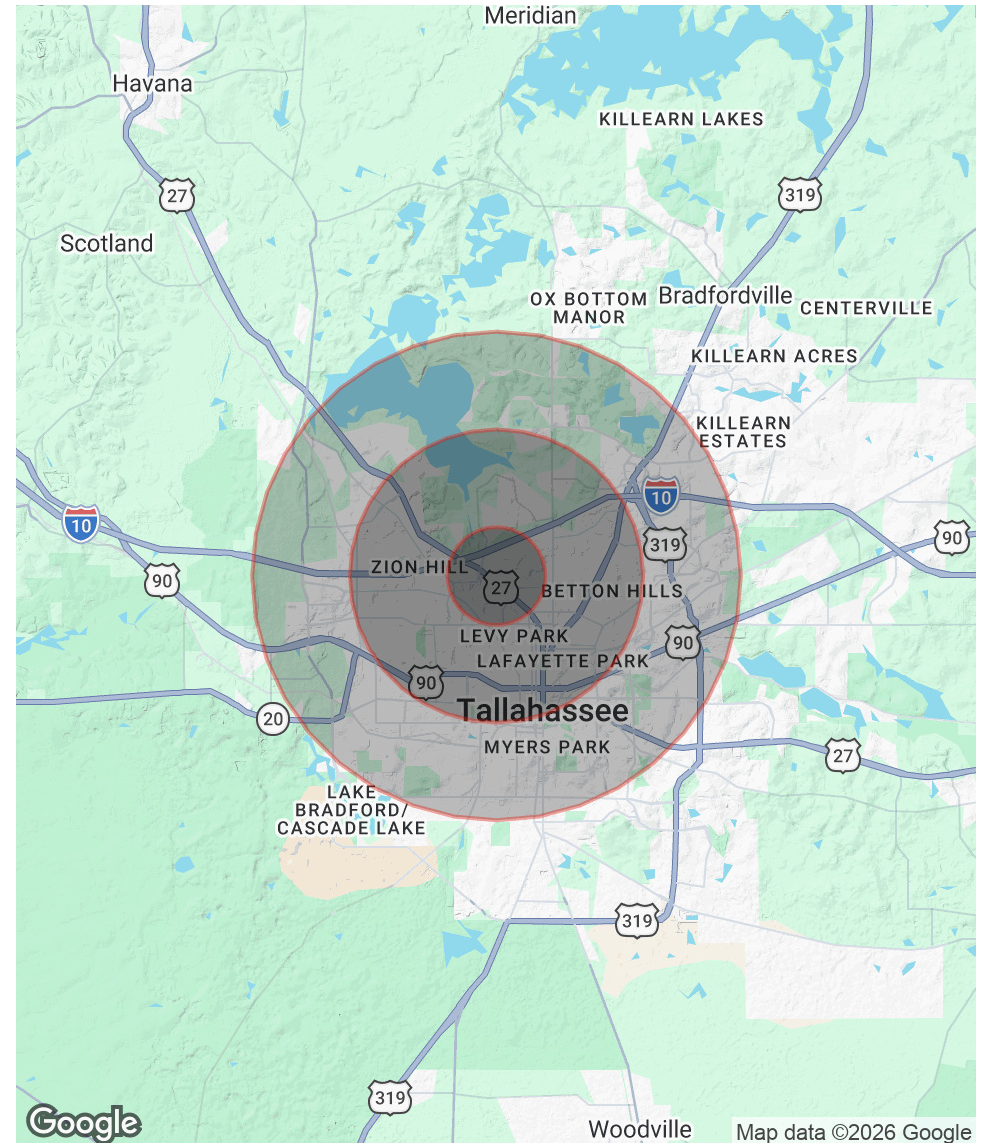 Meridian
Havana
KILLEARN LAKES
27
319
Scotland
OX BOTTOM
MANOR
Bradfordville
CENTERVILLE
KILLEARN ACRES
KILLEARN
ESTATES
10
10
90
319
90
ZION HILL
27
BETTON HILLS
LEVY PARK
90
LAFAYETTE PARK
90
Tallahassee
20
MYERS PARK
27
LAKE
BRADFORD/
CASCADE LAKE
319
319
Google
Woodville
Map data ©2026 Google